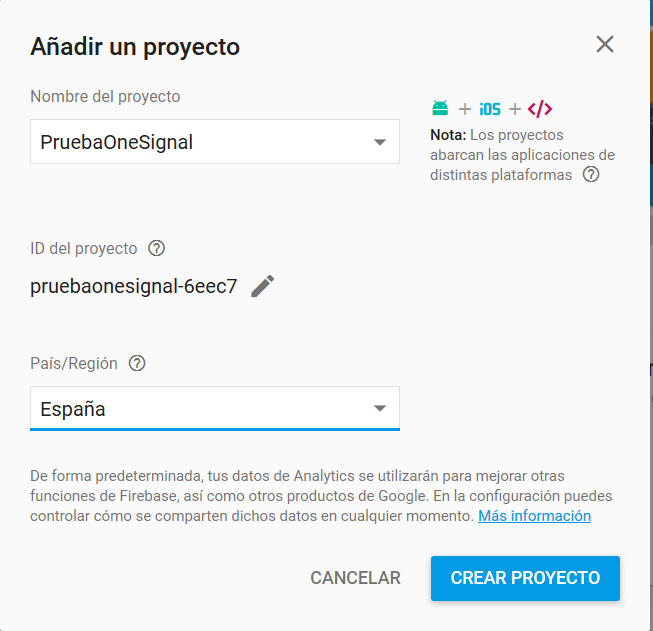 Añadir un proyecto
Nombre del proyecto
PruebaOneSignal
+ iOS + </>
Nota: Los proyectos
abarcan las aplicaciones de
distintas plataformas ?
ID del proyecto ?
pruebaonesignal-6eec7
País/Región ?
España
De forma predeterminada, tus datos de Analytics se utilizarán para mejorar otras
funciones de Firebase, así como otros productos de Google. En la configuración puedes
controlar cómo se comparten dichos datos en cualquier momento. Más información
CANCELAR
CREAR PROYECTO